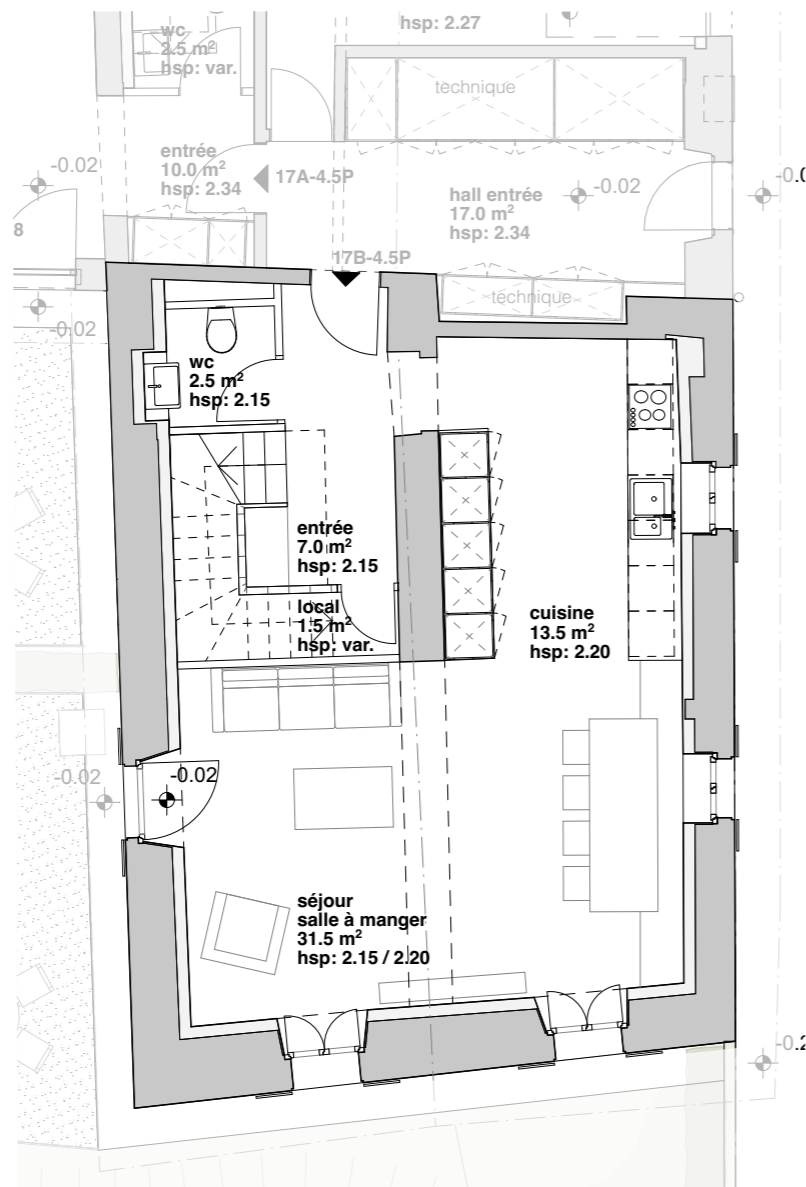 hsp: 2.27
wc
2.5 m²
hsp: var.
technique
entrée
10.0 m²
hsp: 2.34
-0.02
17A-4.5P
hall entrée
17.0 m²
hsp: 2.34
-0.02
-0.0
8
17B-4.5P
technique
-0.02
wc
2.5 m²
hsp: 2.15
entrée
7.0 m²
hsp: 2.15
local
1.5 m²
hsp: var.
cuisine
13.5 m²
hsp: 2.20
-0.02
-0.02
séjour
salle à manger
31.5 m²
hsp: 2.15 / 2.20
-0.2